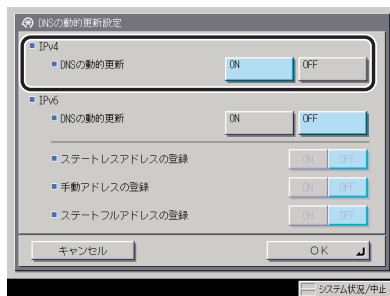 DNSの動的更新設定
IPv4
DNSの動的更新 ON OFF
IPv6
DNSの動的更新 ON OFF
ステートレスアドレスの登録 ON OFF
手動アドレスの登録 ON OFF
ステートフルアドレスの登録 ON OFF
キャンセル OK
システム状況/中止